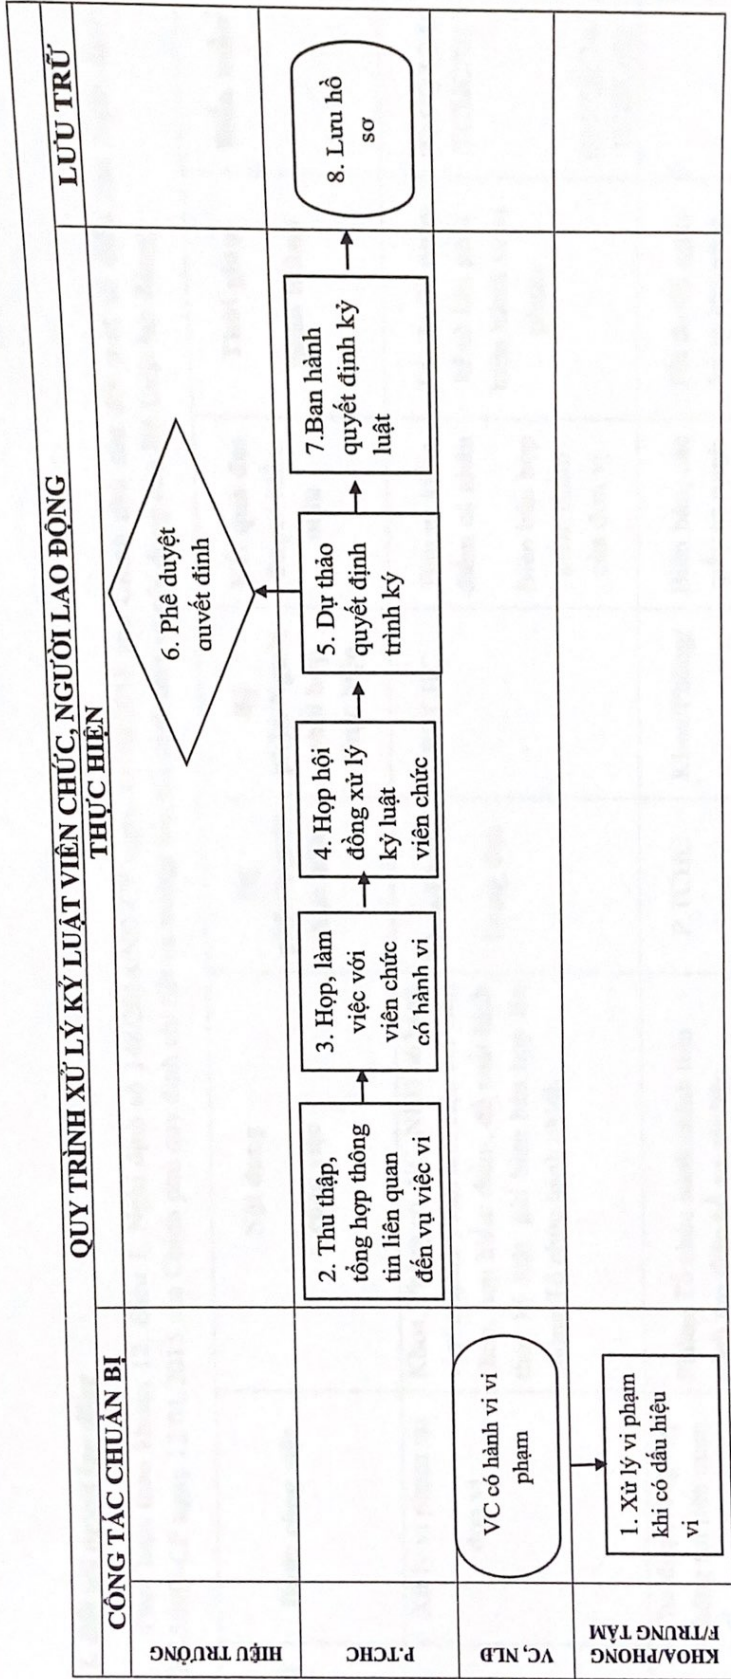 QUY TRÌNH XỬ LÝ KỶ LUẬT VIÊN CHỨC, NGƯỜI LAO ĐỘNG
CÔNG TÁC CHUẨN BỊ
THỰC HIỆN
LƯU TRỮ
HIỆU TRƯỞNG
6. Phê duyệt
quyết định
P.TCHC
2. Thu thập,
tổng hợp thông
tin liên quan
đến vụ việc vi
3. Họp, làm
việc với
viên chức
có hành vi
4. Họp hội
đồng xử lý
kỷ luật
viên chức
5. Dự thảo
quyết định
trình ký
7.Ban hành
quyết định kỷ
luật
8. Lưu hồ
sơ
VC, NLĐ
VC có hành vi vi
phạm
KHOA/PHONG
F/TRUNG TÂM
1. Xử lý vi phạm
khi có dấu hiệu
vi